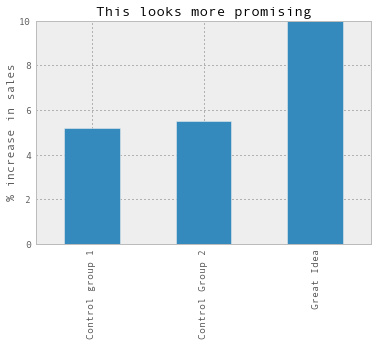 This looks more promising
% increase in sales
10
8
6
4
2
0
Control group 1
Control Group 2
Great Idea